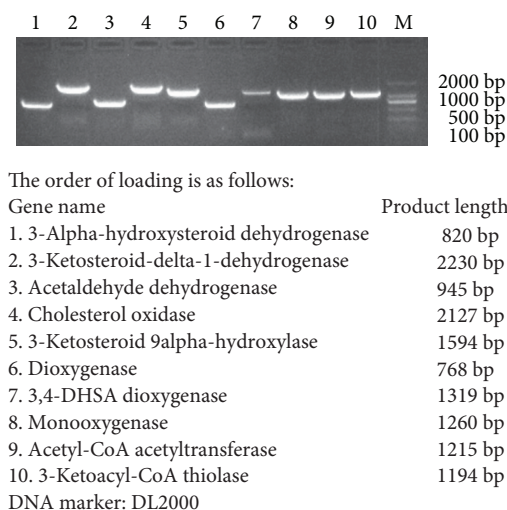 1 2 3 4 5 6 7 8 9 10 M
2000 bp
1000 bp
500 bp
100 bp
The order of loading is as follows:
Gene name Product length
1. 3-Alpha-hydroxysteroid dehydrogenase 820 bp
2. 3-Ketosteroid-delta-1-dehydrogenase 2230 bp
3. Acetaldehyde dehydrogenase 945 bp
4. Cholesterol oxidase 2127 bp
5. 3-Ketosteroid 9alpha-hydroxylase 1594 bp
6. Dioxygenase 768 bp
7. 3,4-DHSA dioxygenase 1319 bp
8. Monooxygenase 1260 bp
9. Acetyl-CoA acetyltransferase 1215 bp
10. 3-Ketoacyl-CoA thiolase 1194 bp
DNA marker: DL2000